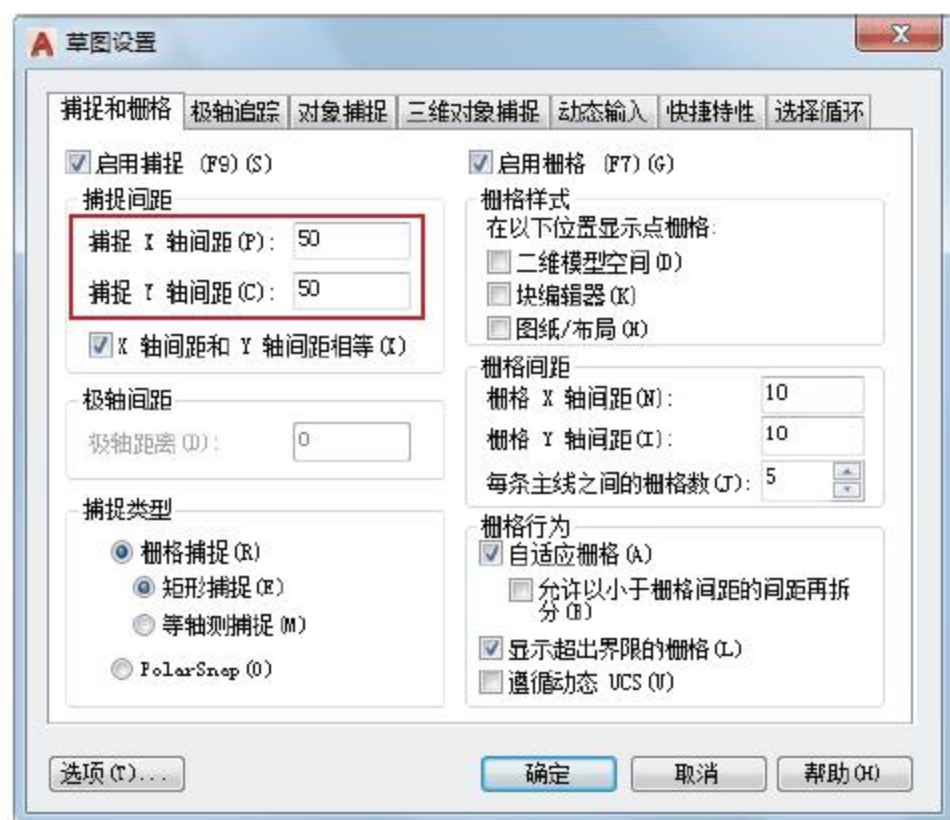 草图设置
捕捉和栅格 极轴追踪 对象捕捉 三维对象捕捉 动态输入 快捷特性 选择循环
启用捕捉 (F9)(S)
捕捉间距
捕捉 X 轴间距(P): 50
捕捉 Y 轴间距(C): 50
X 轴间距和 Y 轴间距相等(X)
极轴间距
极轴距离(D): 0
捕捉类型
栅格捕捉(R)
矩形捕捉(E)
等轴测捕捉(M)
PolarSnap(O)
启用栅格 (F7)(G)
栅格样式
在以下位置显示点栅格:
二维模型空间(D)
块编辑器(K)
图纸/布局(H)
栅格间距
栅格 X 轴间距(N): 10
栅格 Y 轴间距(I): 10
每条主线之间的栅格数(J): 5
栅格行为
自适应栅格(A)
允许以小于栅格间距的间距再拆
分(B)
显示超出界限的栅格(L)
遵循动态 UCS(U)
选项(T)... 确定 取消 帮助(H)